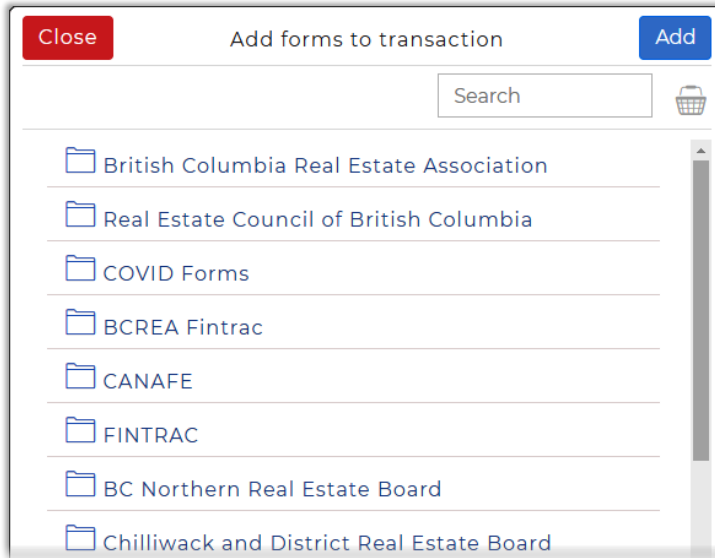 Close
Add forms to transaction
Add
Search
British Columbia Real Estate Association
Real Estate Council of British Columbia
COVID Forms
BCREA Fintrac
CANAFE
FINTRAC
BC Northern Real Estate Board
Chilliwack and District Real Estate Board